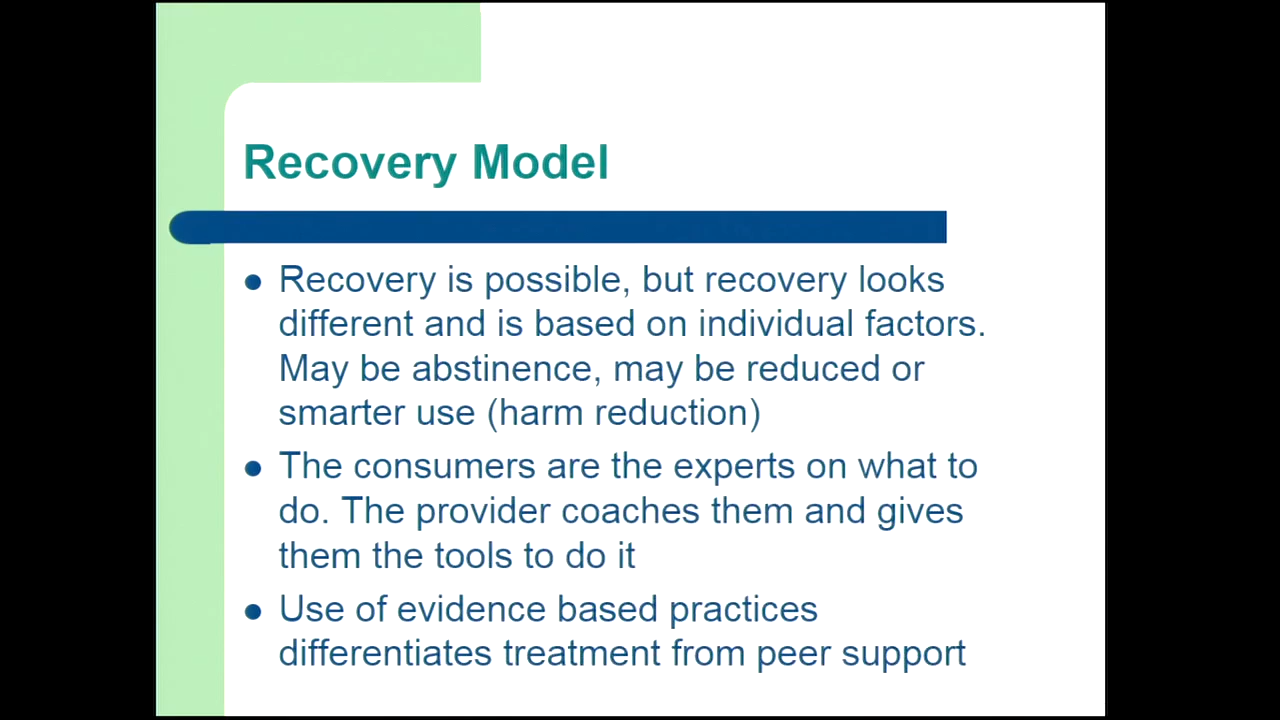 Recovery Model
Recovery is possible, but recovery looks
different and is based on individual factors.
May be abstinence, may be reduced or
smarter use (harm reduction)
The consumers are the experts on what to
do. The provider coaches them and gives
them the tools to do it
Use of evidence based practices
differentiates treatment from peer support